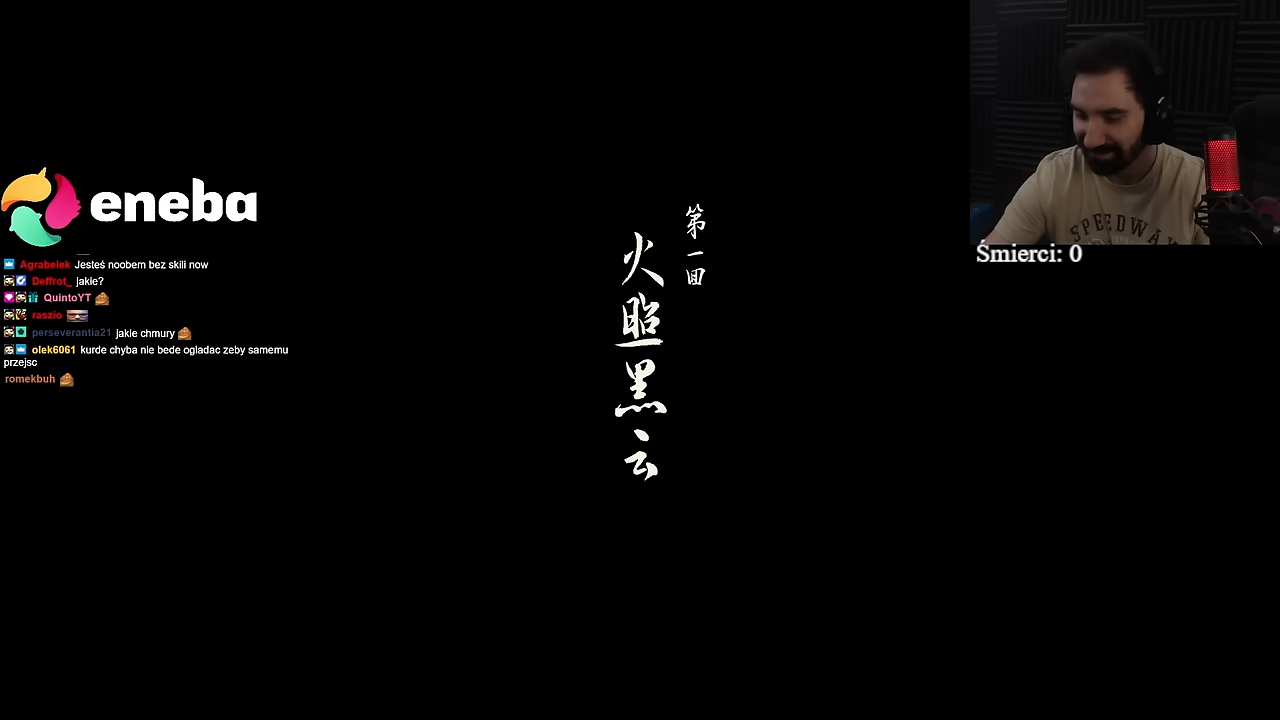 eneba
Agrabelek Jesteś noobem bez skili now
Deffrot_ jakie?
QuintoYT
raszio
perseverantia21 jakie chmury
olek6061 kurde chyba nie bede ogladac zeby samemu
przejsc
romekbuh
第一回
火照黑云
SPEEDWAY
Śmierci: 0